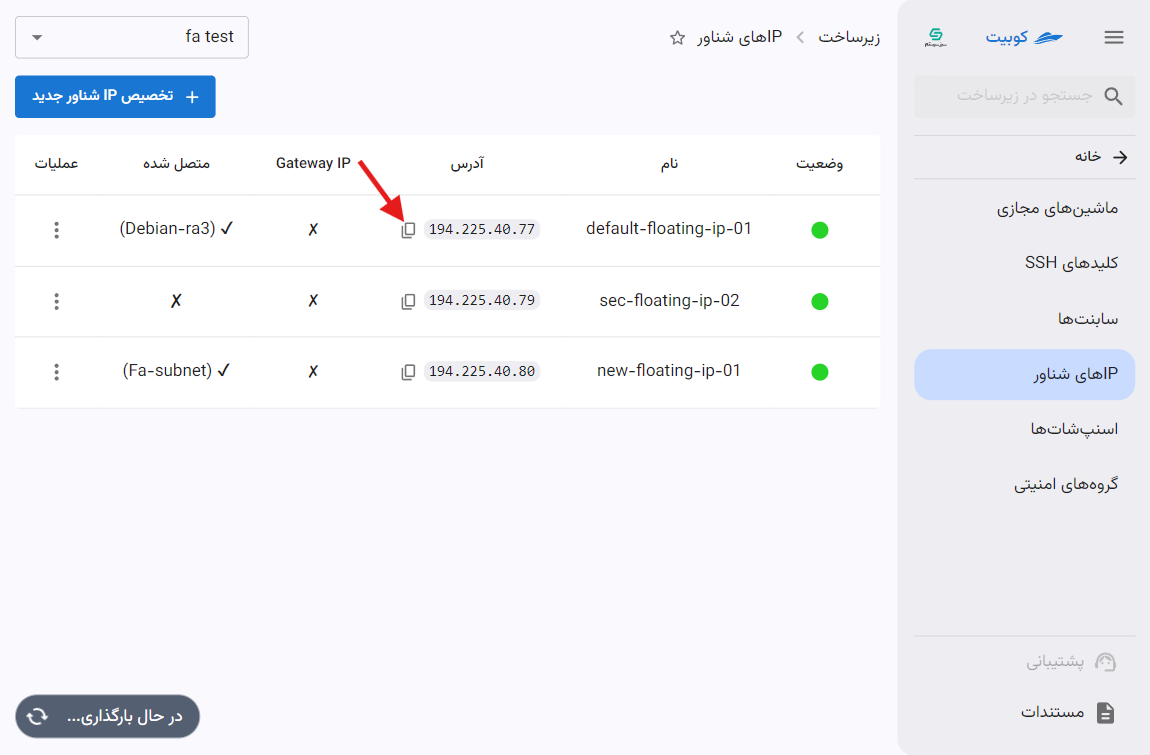 کوبیت
زیرساخت
IPهای شناور
fa test
جستجو در زیرساخت
خانه
ماشین‌های مجازی
کلیدهای SSH
سابنت‌ها
IPهای شناور
اسنپ‌شات‌ها
گروه‌های امنیتی
پشتیبانی
مستندات
تخصیص IP شناور جدید
وضعیت نام آدرس Gateway IP متصل شده عملیات
default-floating-ip-01 194.225.40.77 ✗ (Debian-ra3) ✓
sec-floating-ip-02 194.225.40.79 ✗ ✗
new-floating-ip-01 194.225.40.80 ✗ (Fa-subnet) ✓
در حال بارگذاری...